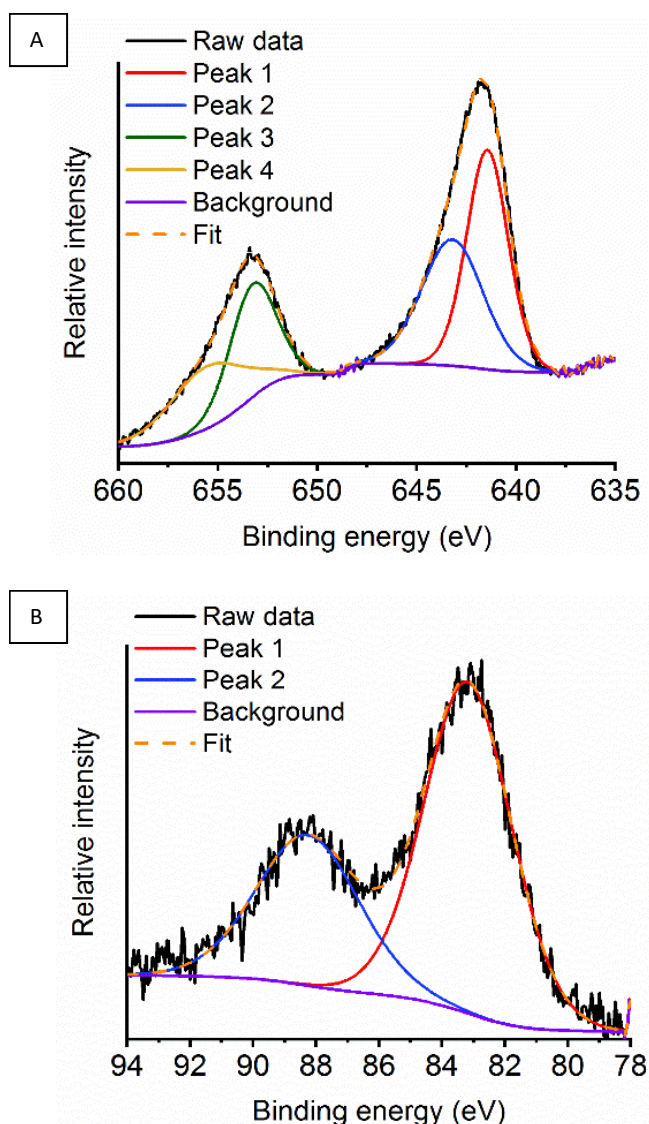 A
Raw data
Peak 1
Peak 2
Peak 3
Peak 4
Background
Fit
Relative intensity
660 655 650 645 640 635
Binding energy (eV)
B
Raw data
Peak 1
Peak 2
Background
Fit
Relative intensity
94 92 90 88 86 84 82 80 78
Binding energy (eV)